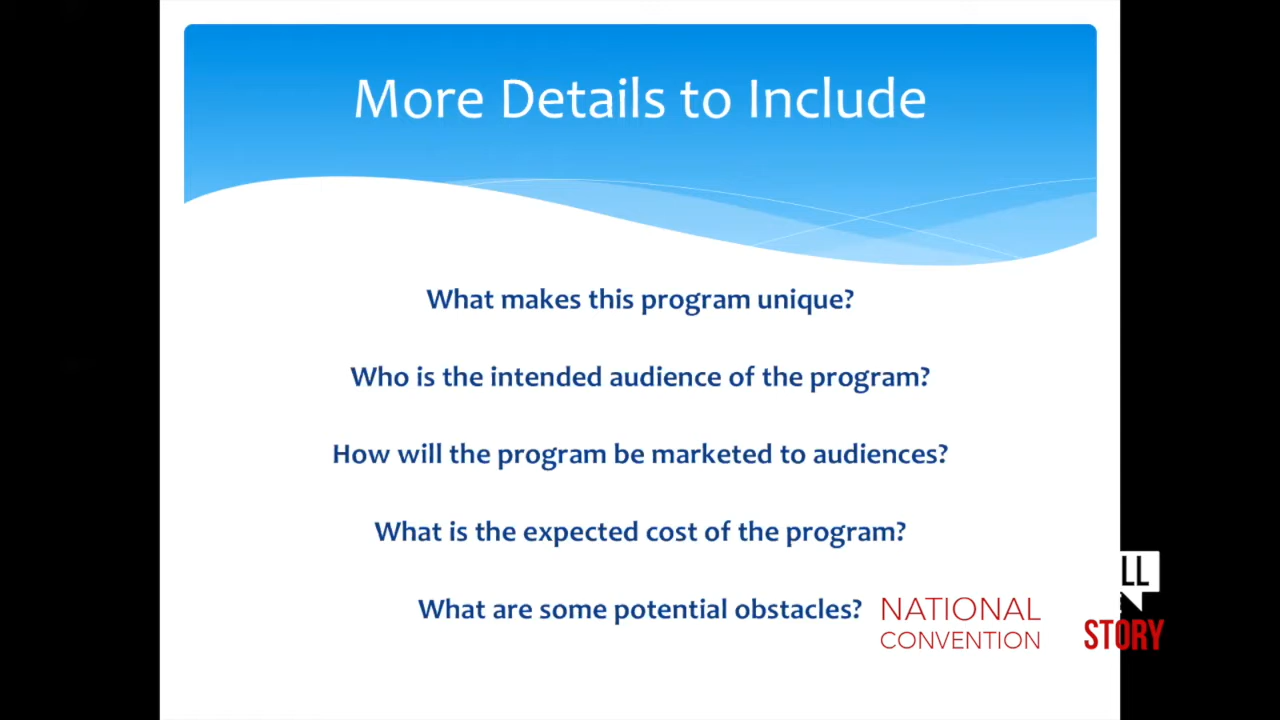 More Details to Include
What makes this program unique?
Who is the intended audience of the program?
How will the program be marketed to audiences?
What is the expected cost of the program?
What are some potential obstacles?
NATIONAL
CONVENTION
LL
STORY